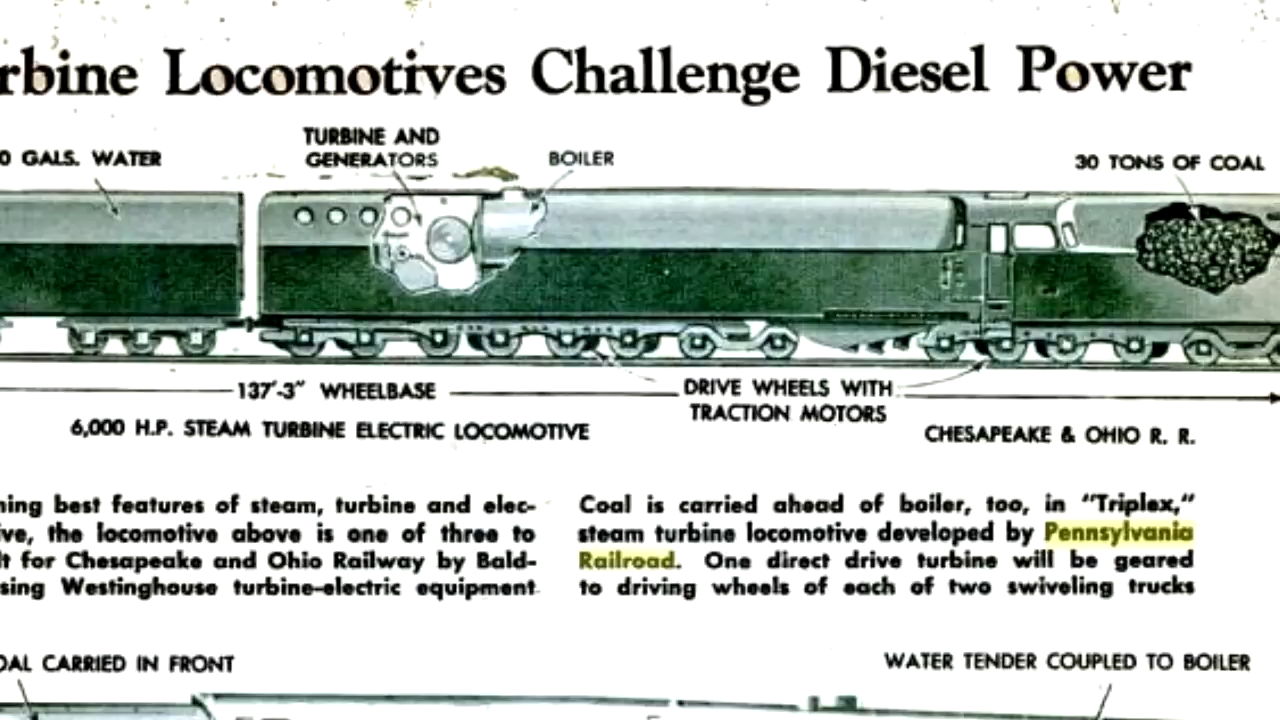 rbine Locomotives Challenge Diesel Power
TURBINE AND
GENERATORS
0 GALS. WATER
BOILER
30 TONS OF COAL
137'-3" WHEELBASE
DRIVE WHEELS WITH
TRACTION MOTORS
6,000 H.P. STEAM TURBINE ELECTRIC LOCOMOTIVE
CHESAPEAKE & OHIO R. R.
ning best features of steam, turbine and elec-
ive, the locomotive above is one of three to
lt for Chesapeake and Ohio Railway by Bald-
sing Westinghouse turbine-electric equipment
Coal is carried ahead of boiler, too, in "Triplex,"
steam turbine locomotive developed by Pennsylvania
Railroad. One direct drive turbine will be geared
to driving wheels of each of two swiveling trucks
OAL CARRIED IN FRONT
WATER TENDER COUPLED TO BOILER